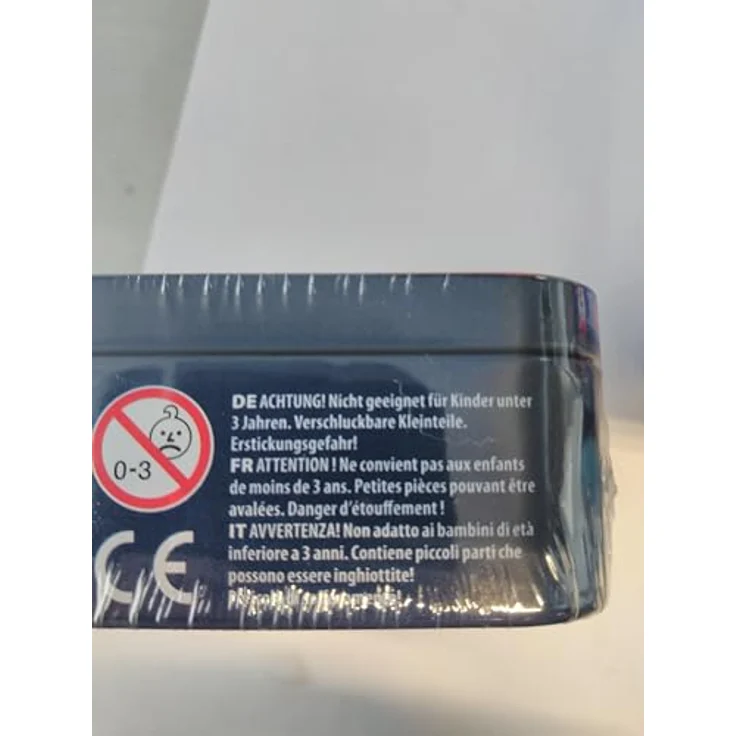 DE ACHTUNG! Nicht geeignet für Kinder unter
3 Jahren. Verschluckbare Kleinteile.
Erstickungsgefahr!
FR ATTENTION ! Ne convient pas aux enfants
de moins de 3 ans. Petites pièces pouvant être
avalées. Danger d'étouffement !
IT AVVERTENZA! Non adatto ai bambini di età
inferiore a 3 anni. Contiene piccoli parti che
possono essere inghiottite!
0-3
CE